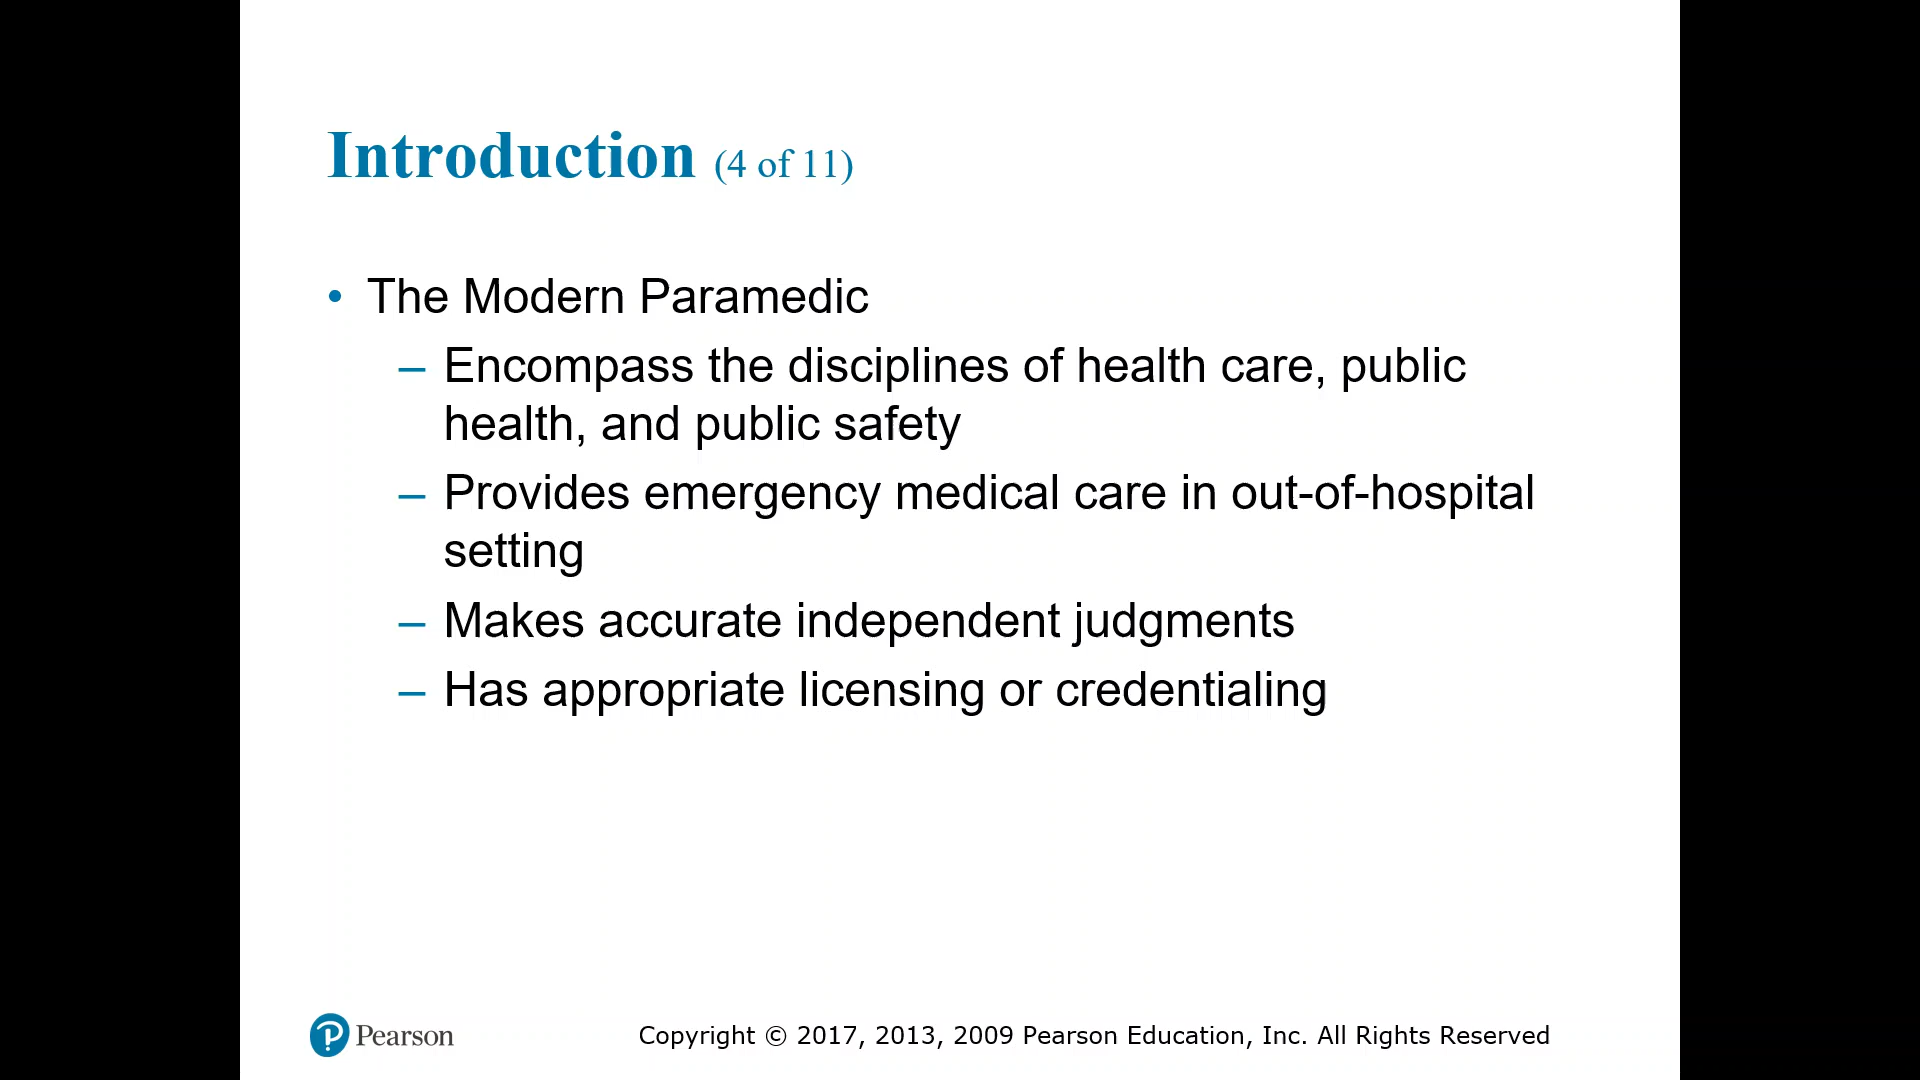 Introduction (4 of 11)
• The Modern Paramedic
– Encompass the disciplines of health care, public
health, and public safety
– Provides emergency medical care in out-of-hospital
setting
– Makes accurate independent judgments
– Has appropriate licensing or credentialing
Pearson
Copyright © 2017, 2013, 2009 Pearson Education, Inc. All Rights Reserved